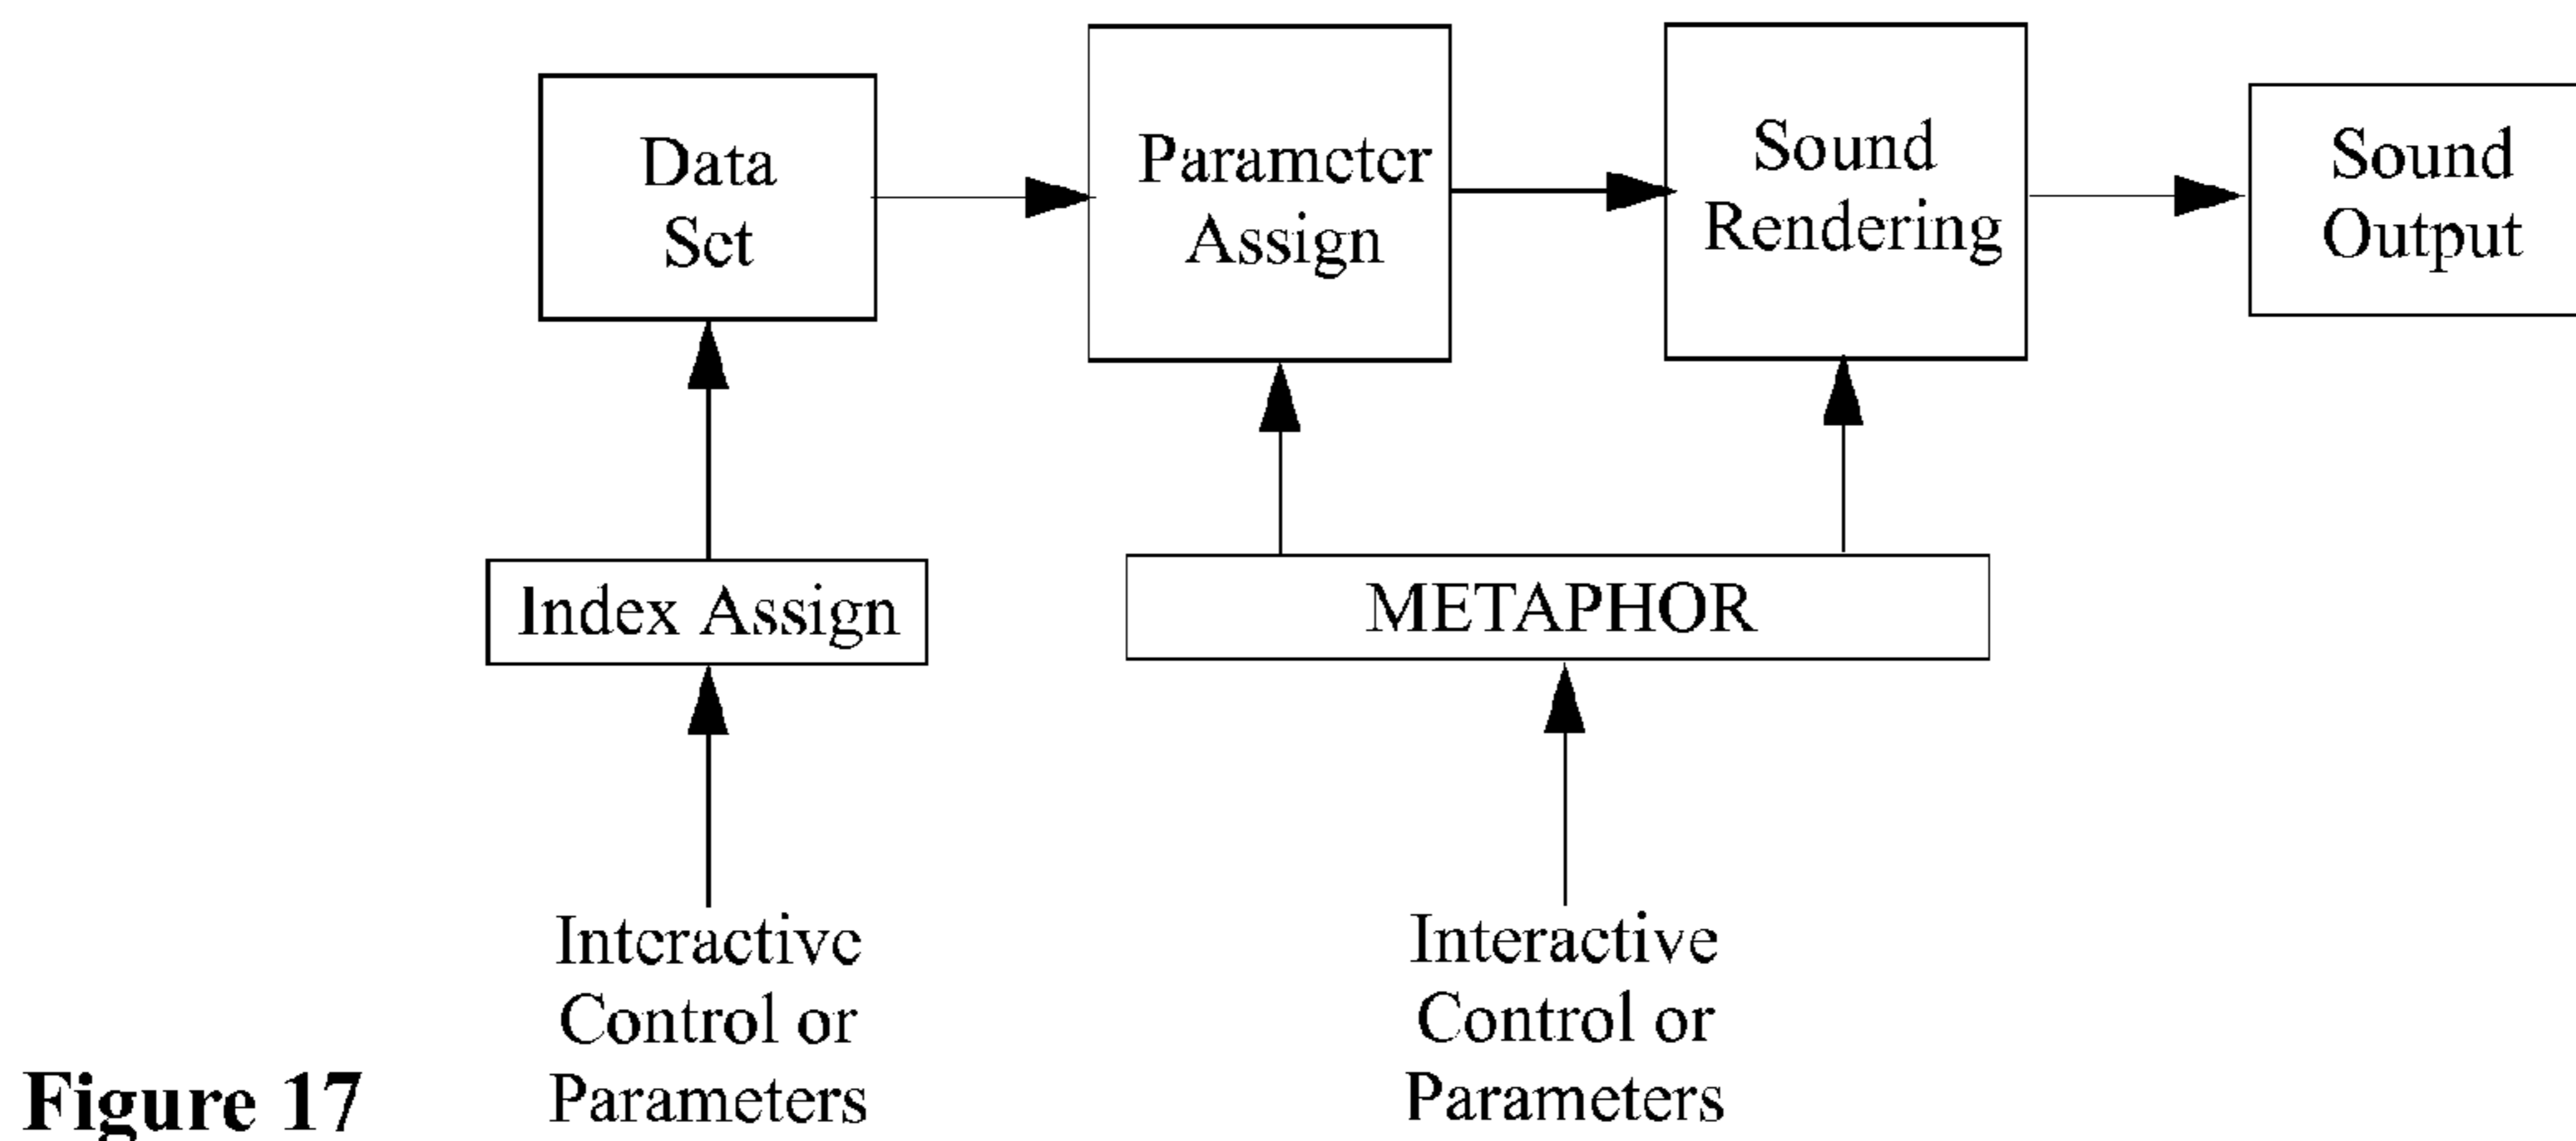 Data
Set
Parameter
Assign
Sound
Rendering
Sound
Output
Index Assign
METAPHOR
Interactive
Control or
Parameters
Interactive
Control or
Parameters
Figure 17